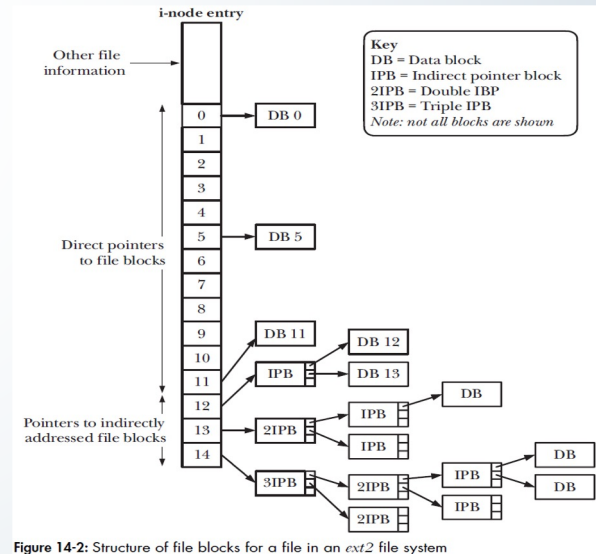 i-node entry
Other file
information
Key
DB = Data block
IPB = Indirect pointer block
2IPB = Double IBP
3IPB = Triple IPB
Note: not all blocks are shown
0
DB 0
1
2
3
4
5
DB 5
Direct pointers
to file blocks
6
7
8
9
DB 11
10
DB 12
IPB
DB 13
11
12
DB
Pointers to indirectly
addressed file blocks
13
2IPB
IPB
IPB
14
DB
3IPB
2IPB
IPB
DB
2IPB
IPB
Figure 14-2: Structure of file blocks for a file in an ext2 file system